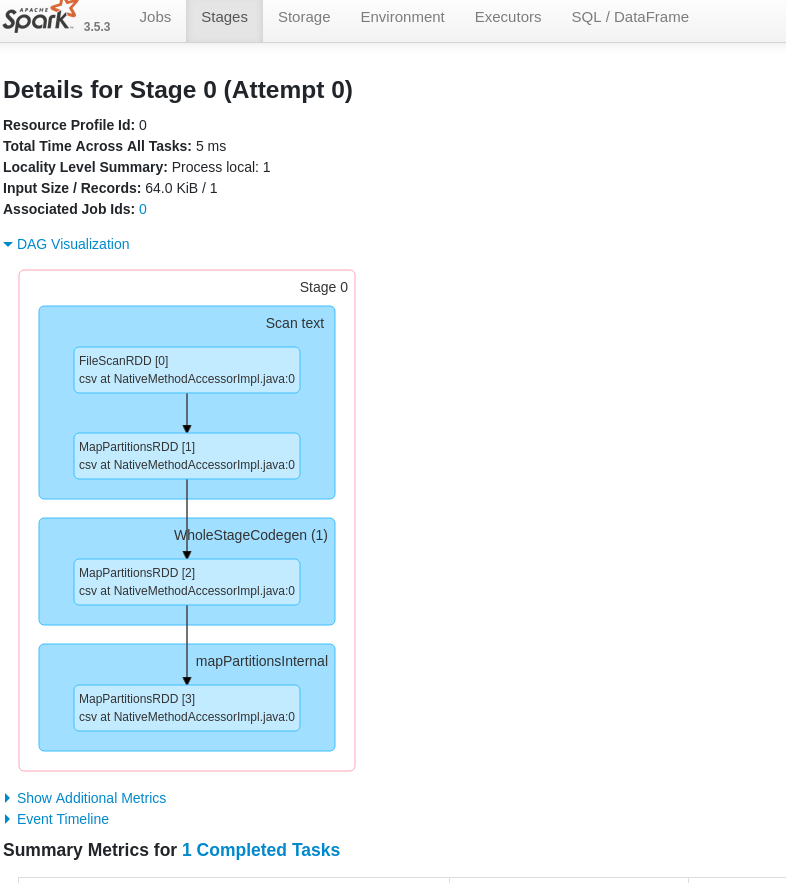 APACHE
Spark 3.5.3 Jobs Stages Storage Environment Executors SQL / DataFrame
Details for Stage 0 (Attempt 0)
Resource Profile Id: 0
Total Time Across All Tasks: 5 ms
Locality Level Summary: Process local: 1
Input Size / Records: 64.0 KiB / 1
Associated Job Ids: 0
DAG Visualization
Stage 0
Scan text
FileScanRDD [0]
csv at NativeMethodAccessorImpl.java:0
MapPartitionsRDD [1]
csv at NativeMethodAccessorImpl.java:0
WholeStageCodegen (1)
MapPartitionsRDD [2]
csv at NativeMethodAccessorImpl.java:0
mapPartitionsInternal
MapPartitionsRDD [3]
csv at NativeMethodAccessorImpl.java:0
Show Additional Metrics
Event Timeline
Summary Metrics for 1 Completed Tasks